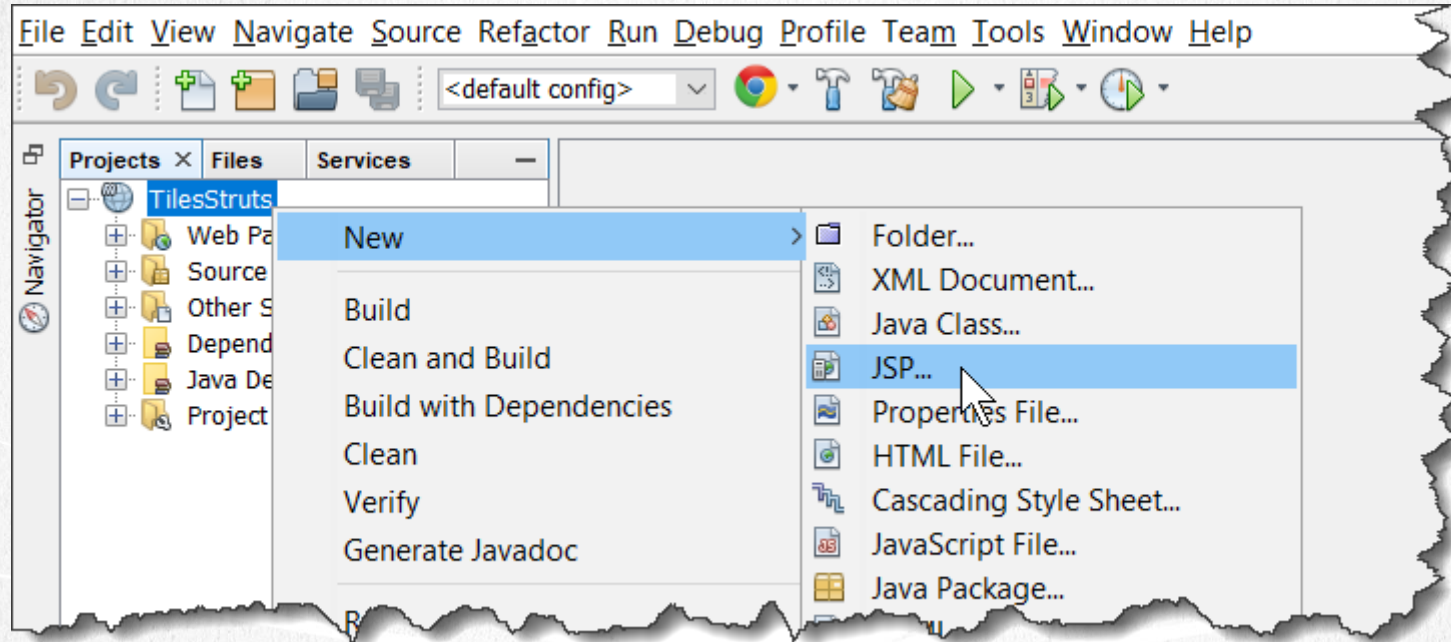 File Edit View Navigate Source Refactor Run Debug Profile Team Tools Window Help
<default config>
Projects Files Services
Navigator
TilesStruts
Web Pa
Source
Other S
Depend
Java De
Project
New
Build
Clean and Build
Build with Dependencies
Clean
Verify
Generate Javadoc
Folder...
XML Document...
Java Class...
JSP...
Properties File...
HTML File...
Cascading Style Sheet...
JavaScript File...
Java Package...